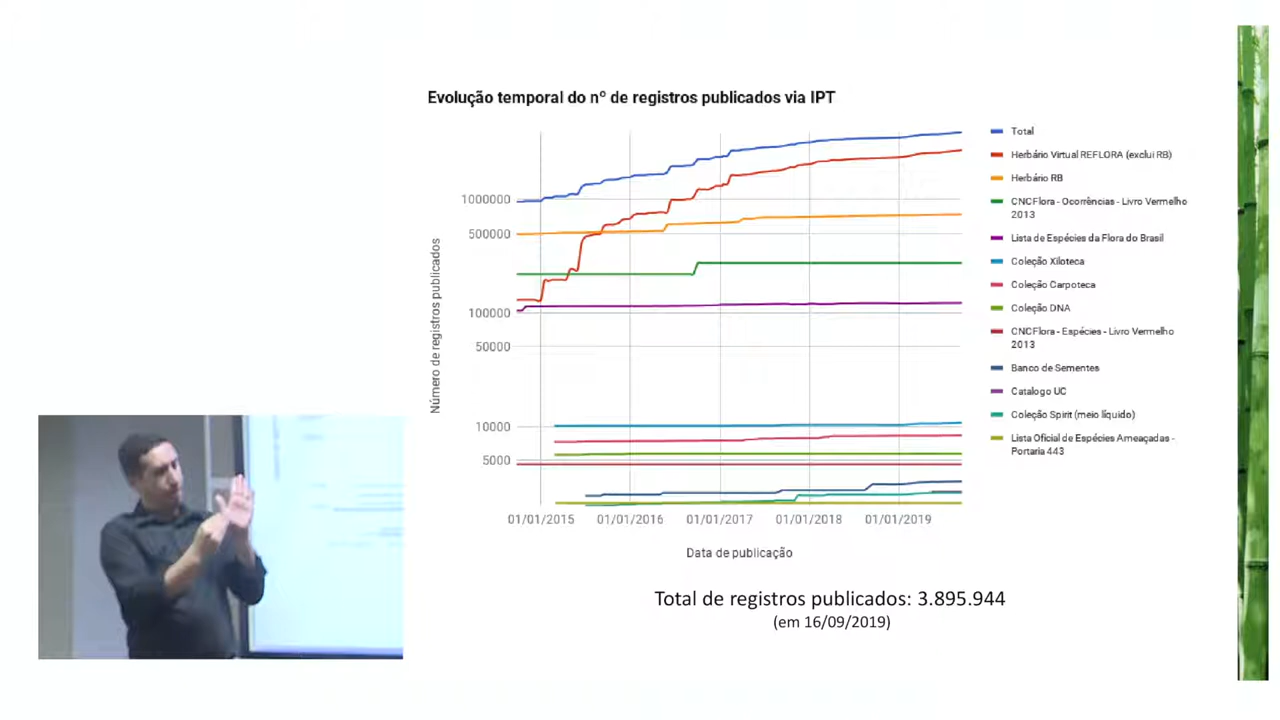 Evolução temporal do nº de registros publicados via IPT
Número de registros publicados
1000000
500000
100000
50000
10000
5000
01/01/2015 01/01/2016 01/01/2017 01/01/2018 01/01/2019
Data de publicação
Total
Herbário Virtual REFLORA (exclui RB)
Herbário RB
CNCFlora - Ocorrências - Livro Vermelho
2013
Lista de Espécies da Flora do Brasil
Coleção Xiloteca
Coleção Carpoteca
Coleção DNA
CNCFlora - Espécies - Livro Vermelho
2013
Banco de Sementes
Catalogo UC
Coleção Spirit (meio líquido)
Lista Oficial de Espécies Ameaçadas -
Portaria 443
Total de registros publicados: 3.895.944
(em 16/09/2019)